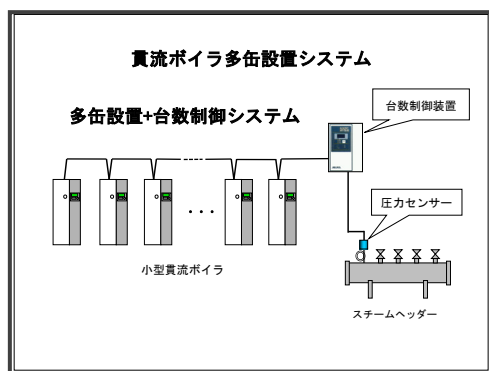 貫流ボイラ多缶設置システム
多缶設置+台数制御システム
台数制御装置
圧力センサー
・・・
小型貫流ボイラ
スチームヘッダー